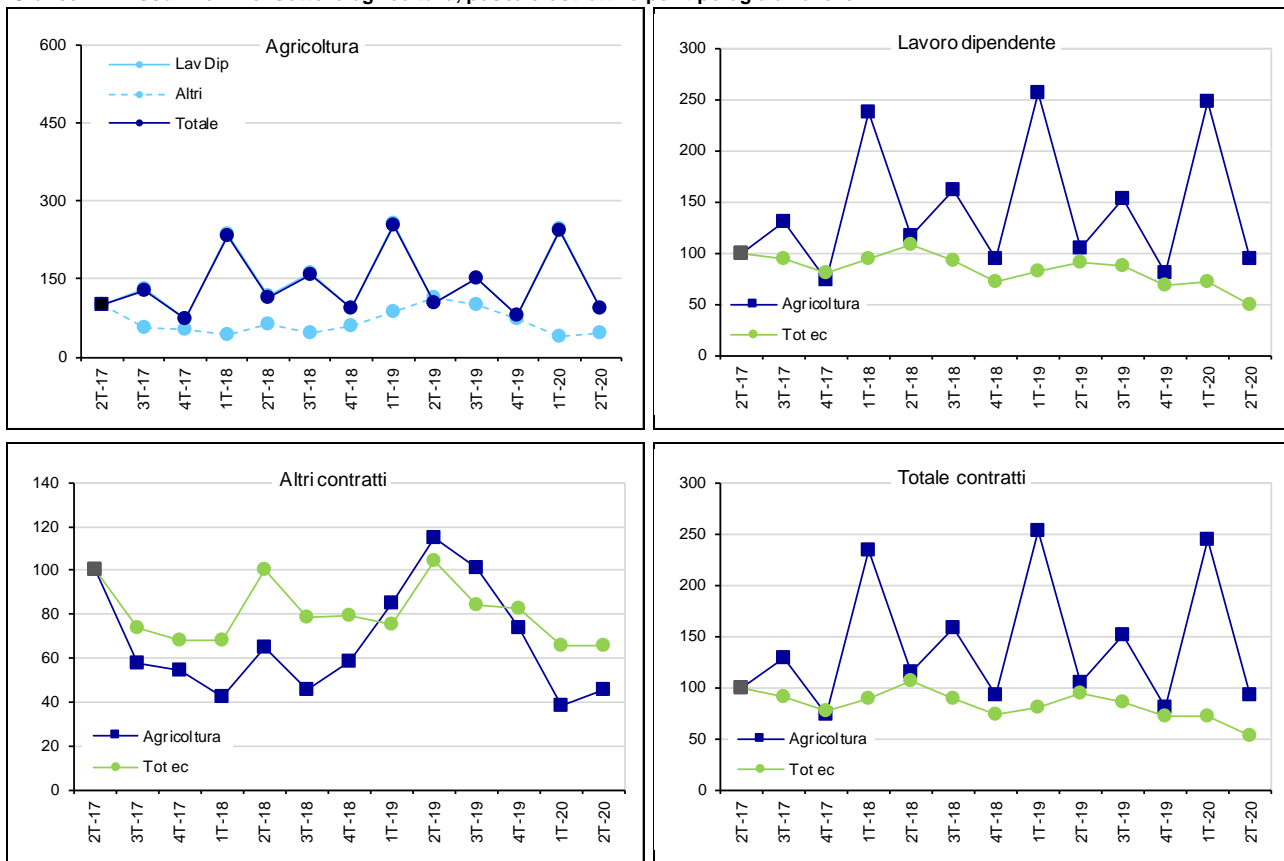 Agricoltura
600
450
300
150
0
Lav Dip
Altri
Totale
2T-17 3T-17 4T-17 1T-18 2T-18 3T-18 4T-18 1T-19 2T-19 3T-19 4T-19 1T-20 2T-20
Lavoro dipendente
300
250
200
150
100
50
0
Agricoltura
Tot ec
2T-17 3T-17 4T-17 1T-18 2T-18 3T-18 4T-18 1T-19 2T-19 3T-19 4T-19 1T-20 2T-20
Altri contratti
140
120
100
80
60
40
20
0
Agricoltura
Tot ec
2T-17 3T-17 4T-17 1T-18 2T-18 3T-18 4T-18 1T-19 2T-19 3T-19 4T-19 1T-20 2T-20
Totale contratti
300
250
200
150
100
50
0
Agricoltura
Tot ec
2T-17 3T-17 4T-17 1T-18 2T-18 3T-18 4T-18 1T-19 2T-19 3T-19 4T-19 1T-20 2T-20